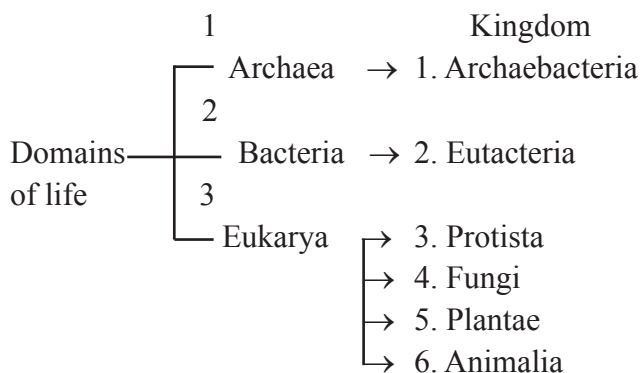 1 Kingdom
Archaea → 1. Archaebacteria
2
Domains of life Bacteria → 2. Eutacteria
3
Eukarya → 3. Protista
→ 4. Fungi
→ 5. Plantae
→ 6. Animalia